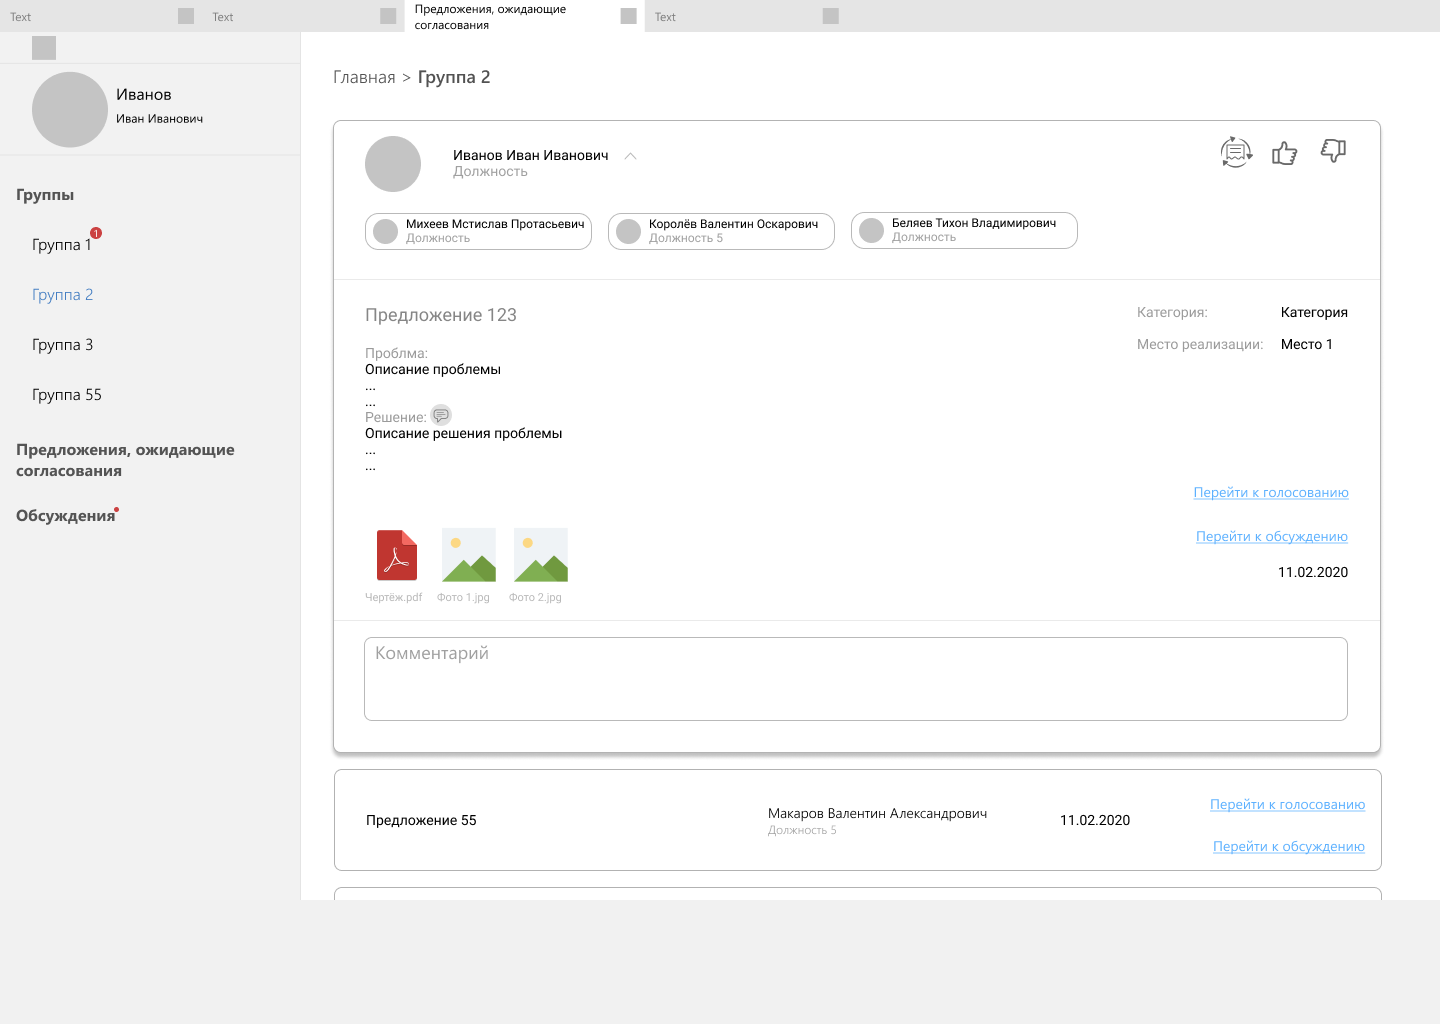 Text
Text
Предложения, ожидающие
согласования
Text
Иванов
Иван Иванович
Группы
Группа 1
1
Группа 2
Группа 3
Группа 55
Предложения, ожидающие
согласования
Обсуждения
Главная > Группа 2
Иванов Иван Иванович
Должность
Михеев Мстислав Протасьевич
Должность
Королёв Валентин Оскарович
Должность 5
Беляев Тихон Владимирович
Должность
Предложение 123
Категория: Категория
Место реализации: Место 1
Проблма:
Описание проблемы
...
...
Решение:
Описание решения проблемы
...
...
Перейти к голосованию
Перейти к обсуждению
11.02.2020
Чертёж.pdf
Фото 1.jpg
Фото 2.jpg
Комментарий
Предложение 55
Макаров Валентин Александрович
Должность 5
11.02.2020
Перейти к голосованию
Перейти к обсуждению